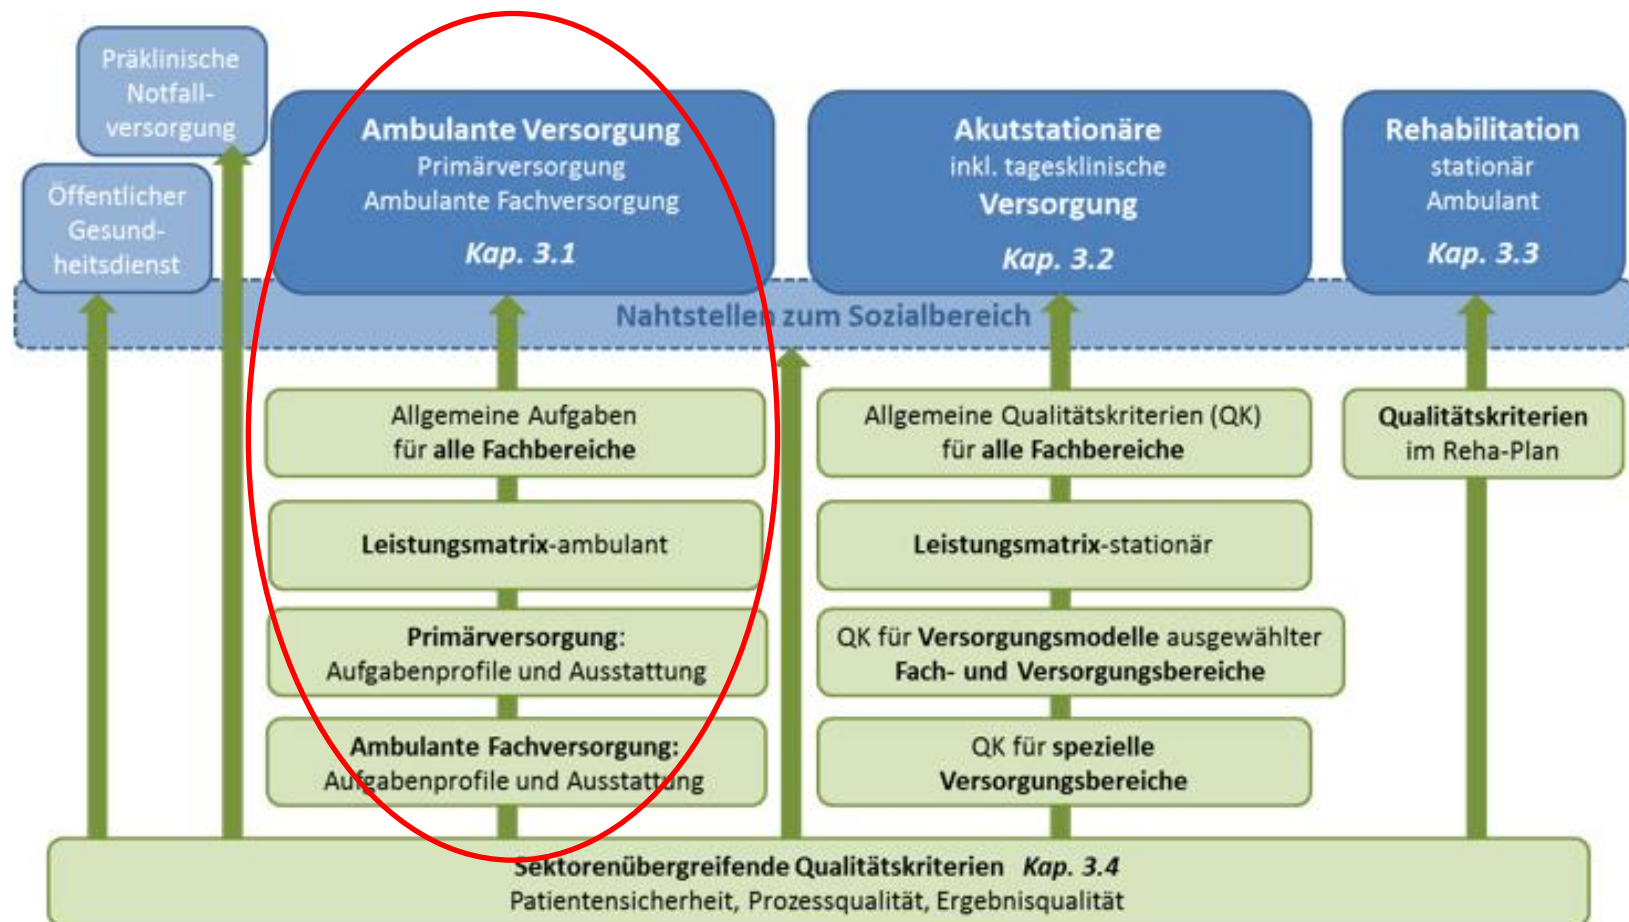 Präklinische
Notfall-
versorgung
Öffentlicher
Gesund-
heitsdienst
Ambulante Versorgung
Primärversorgung
Ambulante Fachversorgung
Kap. 3.1
Akutstationäre
inkl. tagesklinische
Versorgung
Kap. 3.2
Rehabilitation
stationär
Ambulant
Kap. 3.3
Nahtstellen zum Sozialbereich
Allgemeine Aufgaben
für alle Fachbereiche
Leistungsmatrix-ambulant
Primärversorgung:
Aufgabenprofile und Ausstattung
Ambulante Fachversorgung:
Aufgabenprofile und Ausstattung
Allgemeine Qualitätskriterien (QK)
für alle Fachbereiche
Leistungsmatrix-stationär
QK für Versorgungsmodelle ausgewählter
Fach- und Versorgungsbereiche
QK für spezielle
Versorgungsbereiche
Qualitätskriterien
im Reha-Plan
Sektorenübergreifende Qualitätskriterien Kap. 3.4
Patientensicherheit, Prozessqualität, Ergebnisqualität